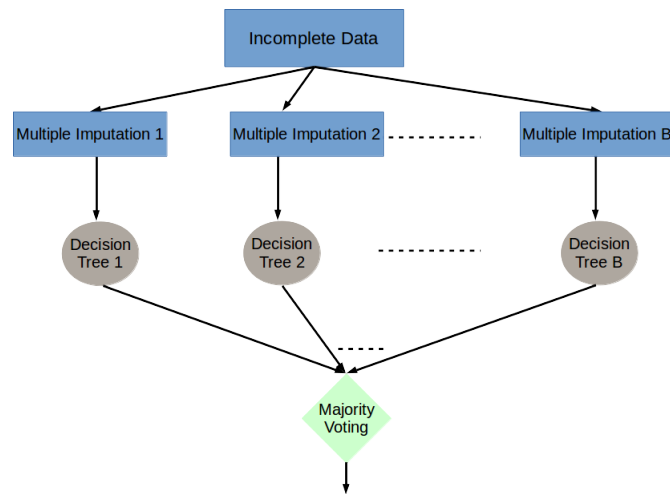 Incomplete Data
Multiple Imputation 1
Multiple Imputation 2
Multiple Imputation B
Decision
Tree 1
Decision
Tree 2
Decision
Tree B
Majority
Voting